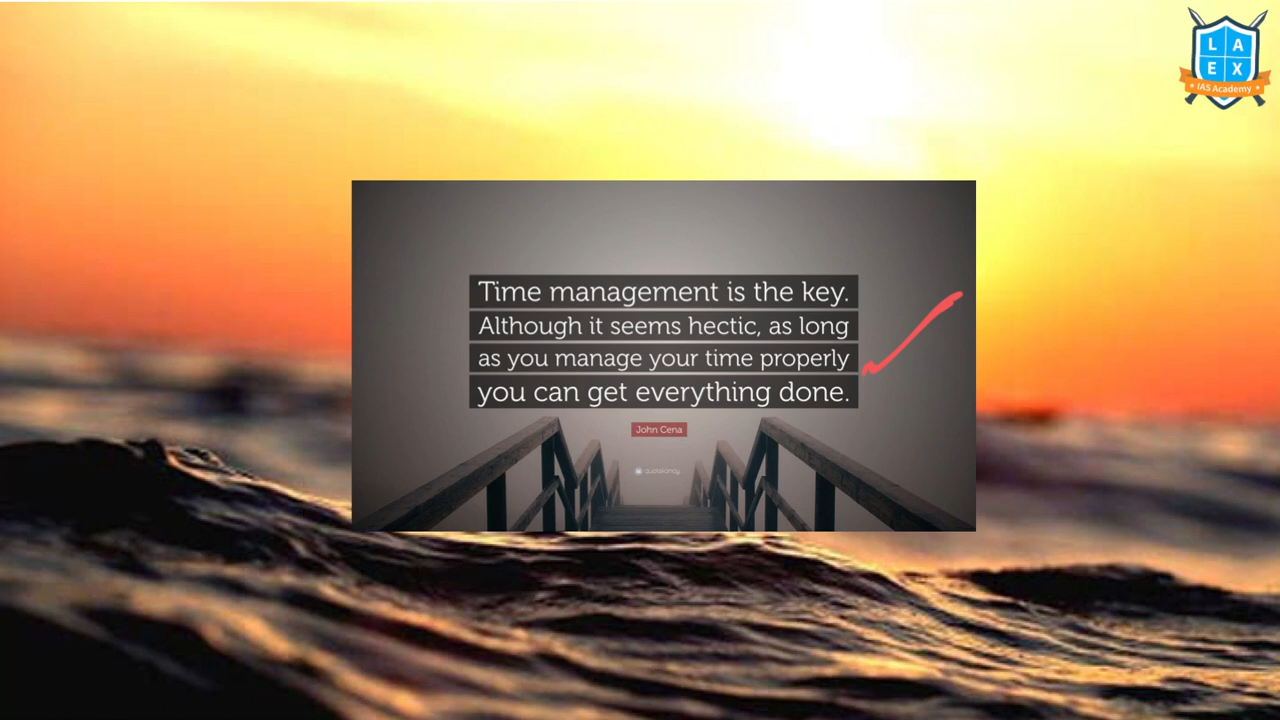 L A
E X
IAS Academy
Time management is the key.
Although it seems hectic, as long
as you manage your time properly
you can get everything done.
John Cena
quotefancy